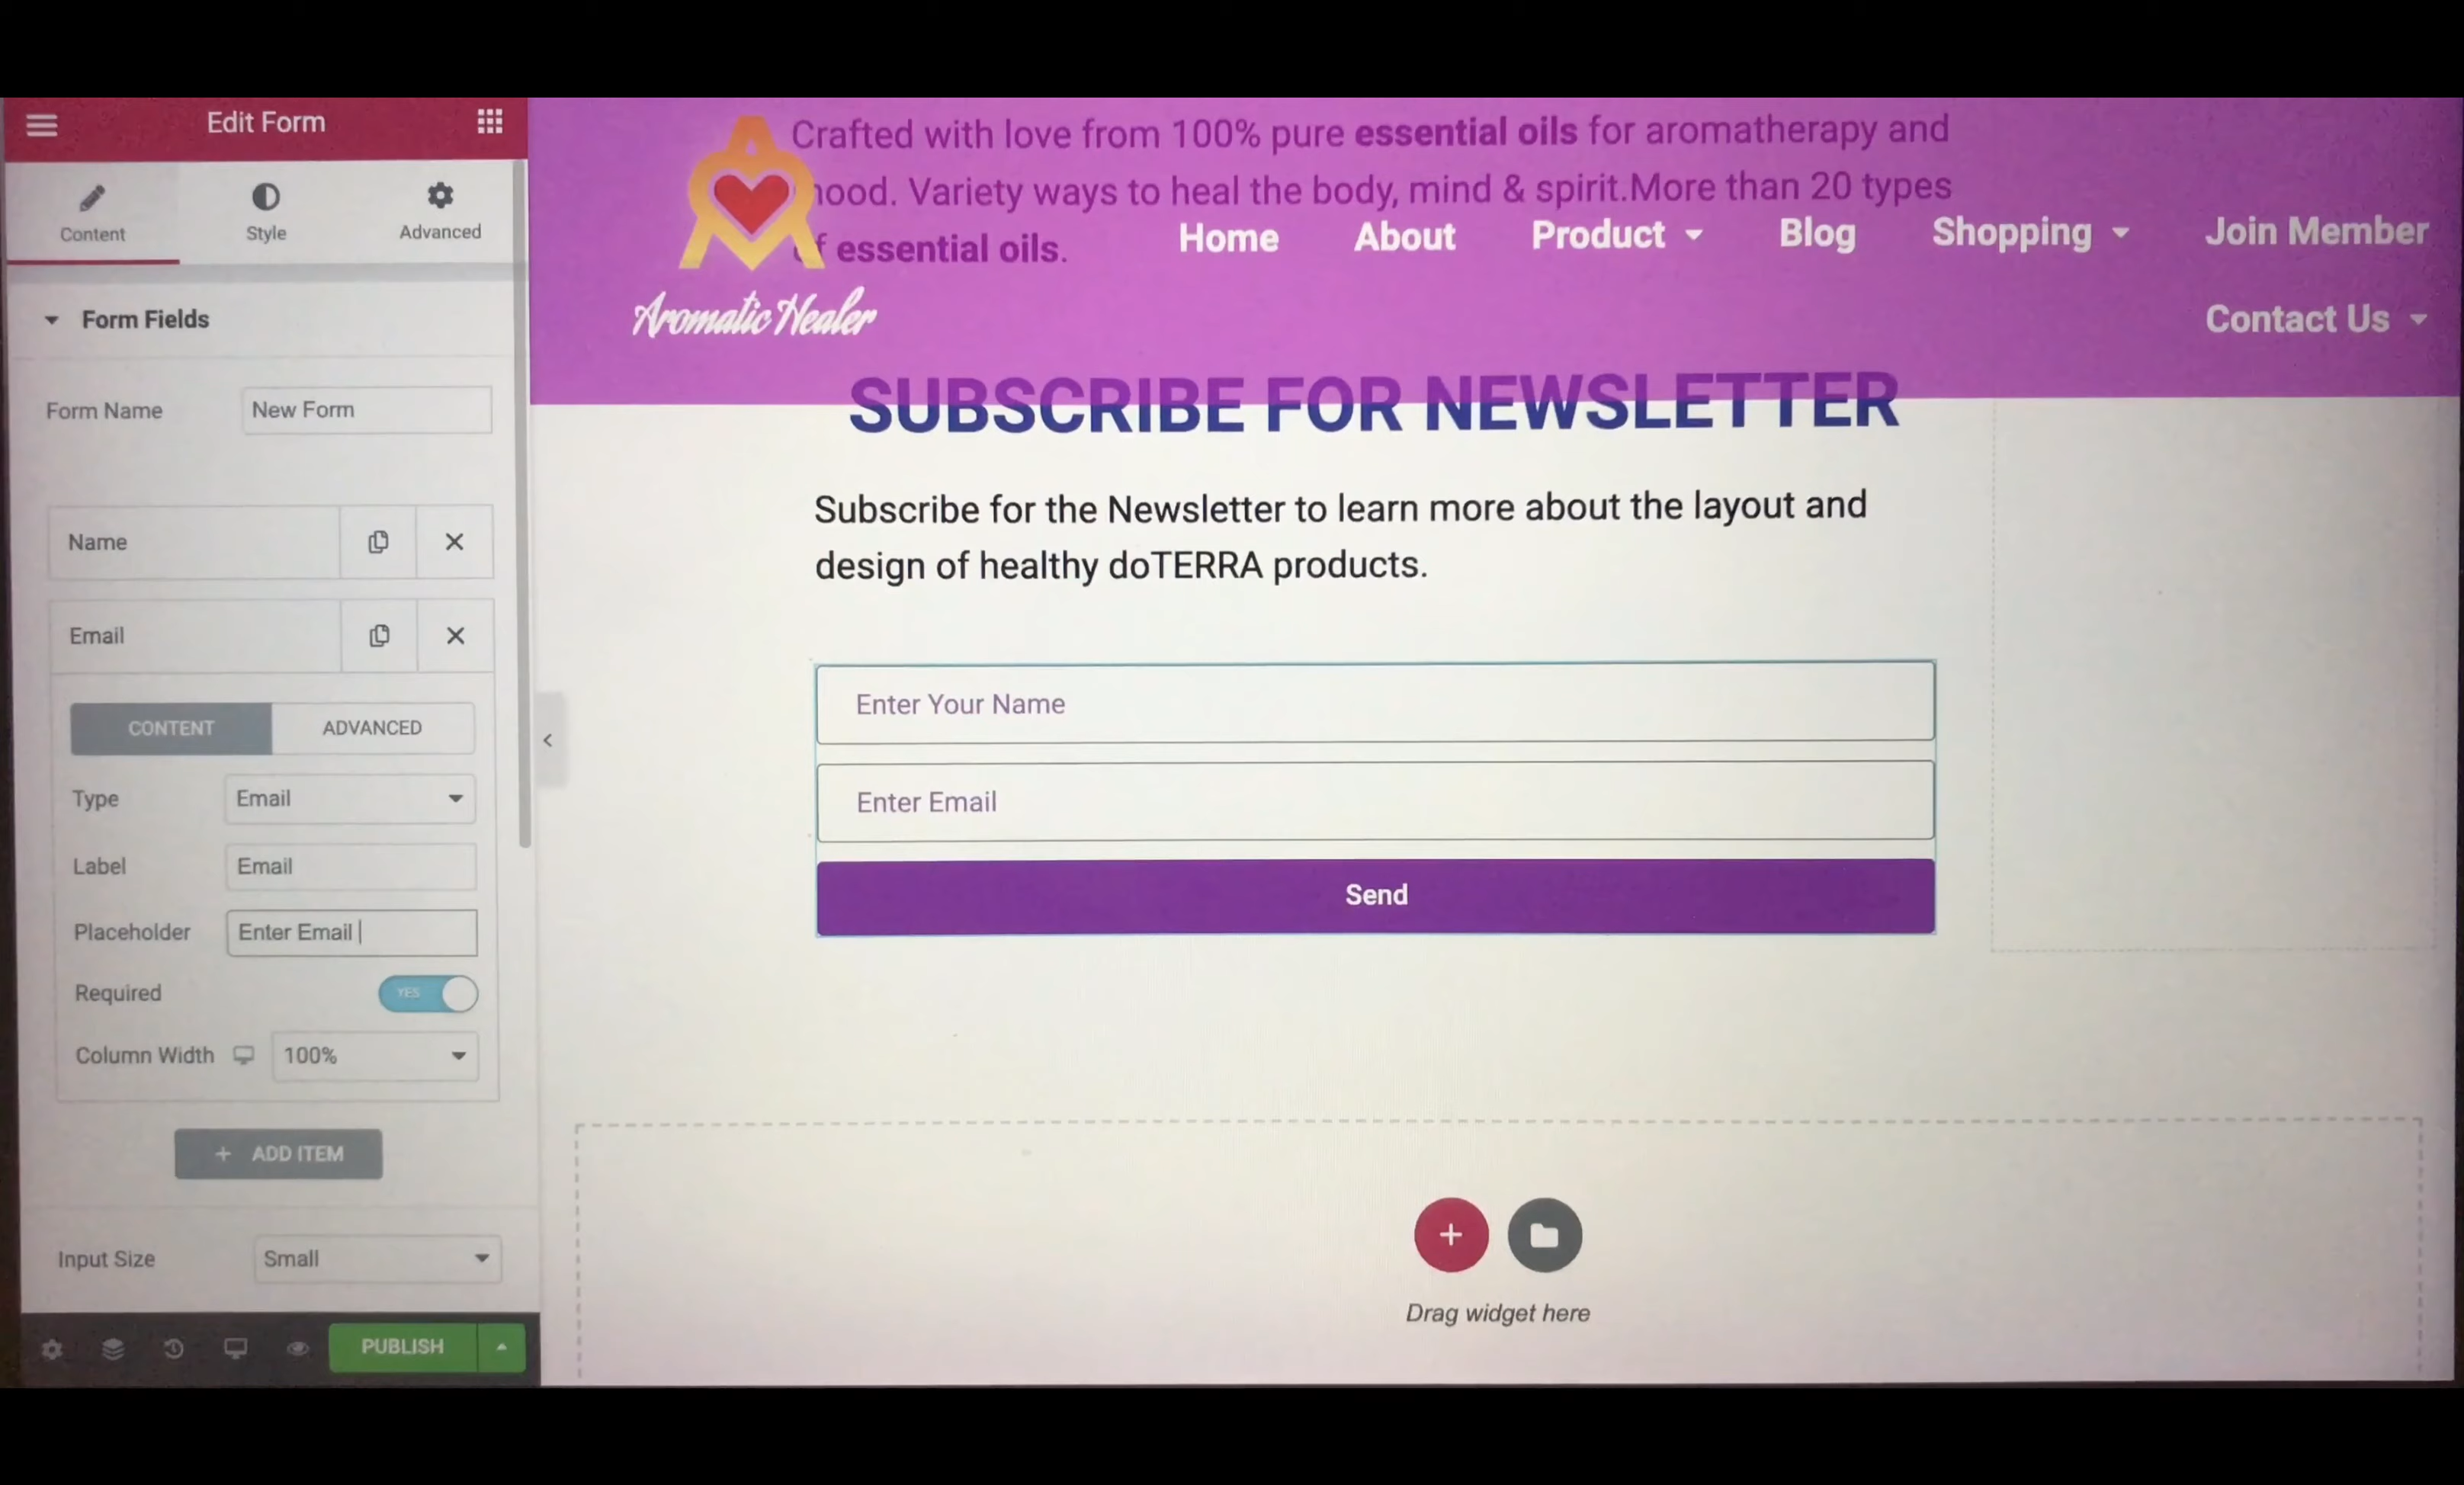 Edit Form
Content
Style
Advanced
Form Fields
Form Name
New Form
Name
Email
CONTENT
ADVANCED
Type
Email
Label
Email
Placeholder
Enter Email
Required
YES
Column Width
100%
+ ADD ITEM
Input Size
Small
PUBLISH
Crafted with love from 100% pure essential oils for aromatherapy and
mood. Variety ways to heal the body, mind & spirit.More than 20 types
of essential oils.
Aromatic Healer
Home
About
Product
Blog
Shopping
Join Member
Contact Us
SUBSCRIBE FOR NEWSLETTER
Subscribe for the Newsletter to learn more about the layout and
design of healthy doTERRA products.
Enter Your Name
Enter Email
Send
Drag widget here